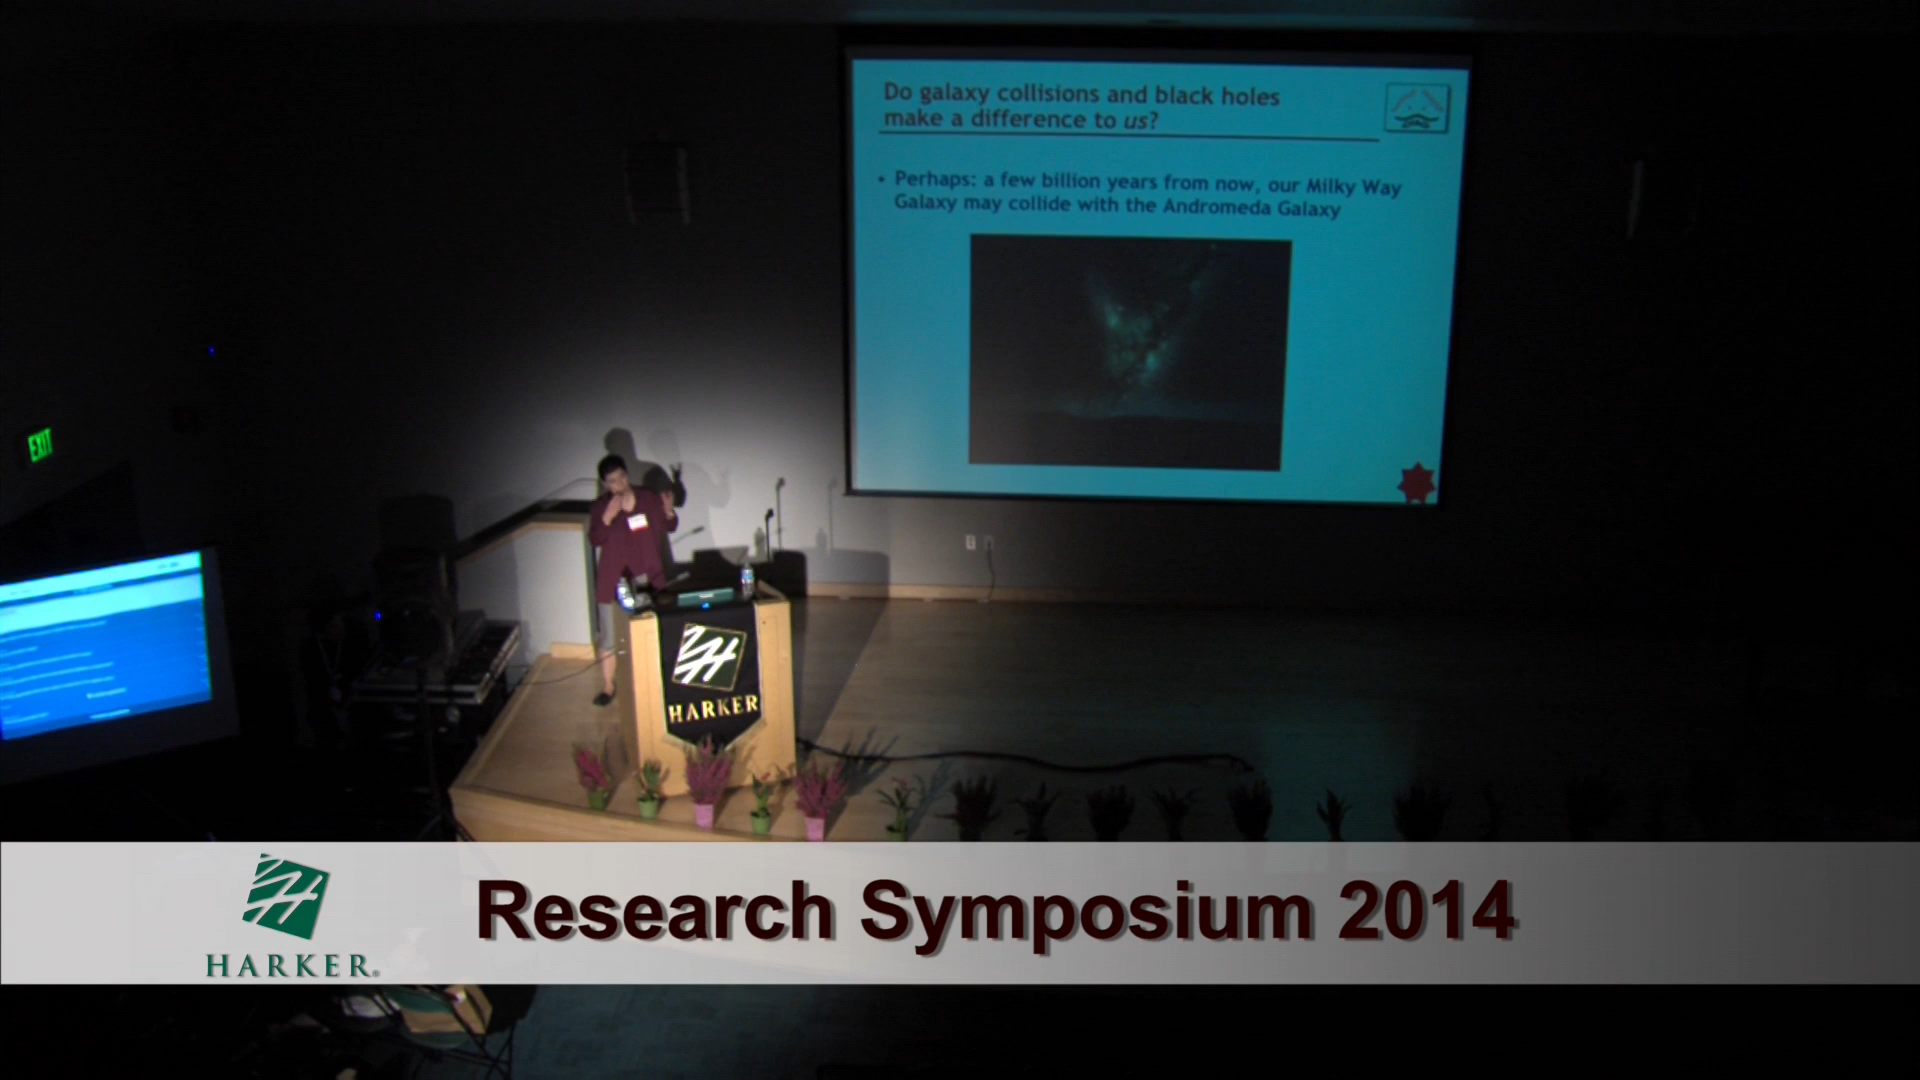 Do galaxy collisions and black holes
make a difference to us?
• Perhaps: a few billion years from now, our Milky Way
Galaxy may collide with the Andromeda Galaxy
EXIT
HARKER
Research Symposium 2014
HARKER®